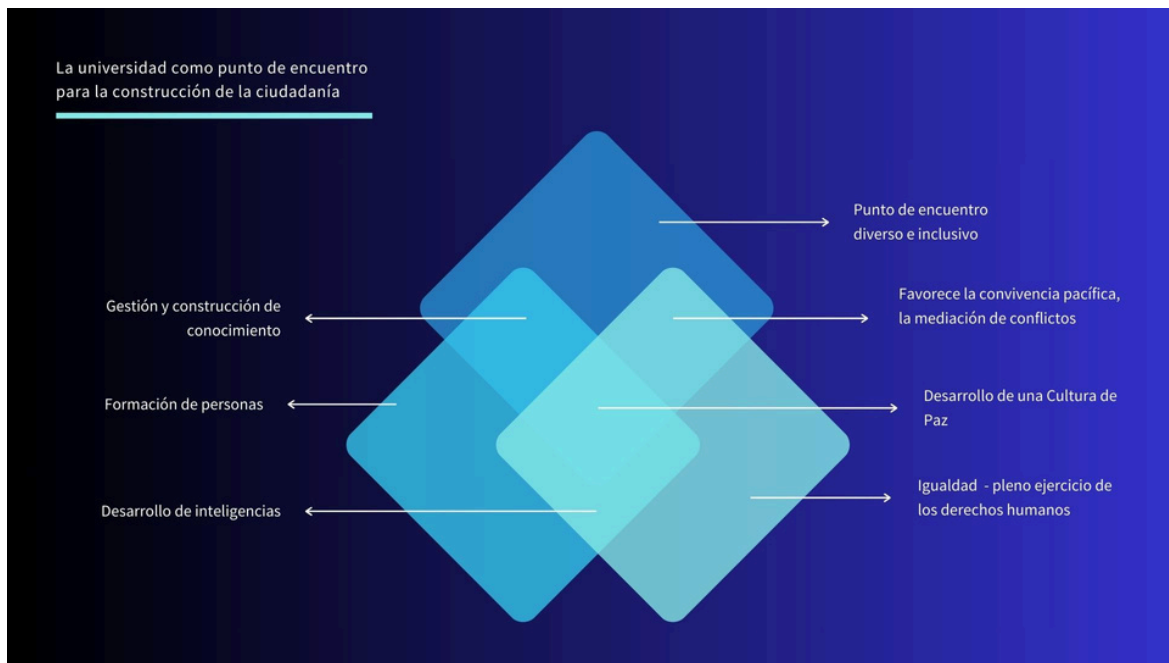 La universidad como punto de encuentro
para la construcción de la ciudadanía
Punto de encuentro
diverso e inclusivo
Gestión y construcción de
conocimiento
Favorece la convivencia pacífica,
la mediación de conflictos
Formación de personas
Desarrollo de una Cultura de
Paz
Desarrollo de inteligencias
Igualdad - pleno ejercicio de
los derechos humanos